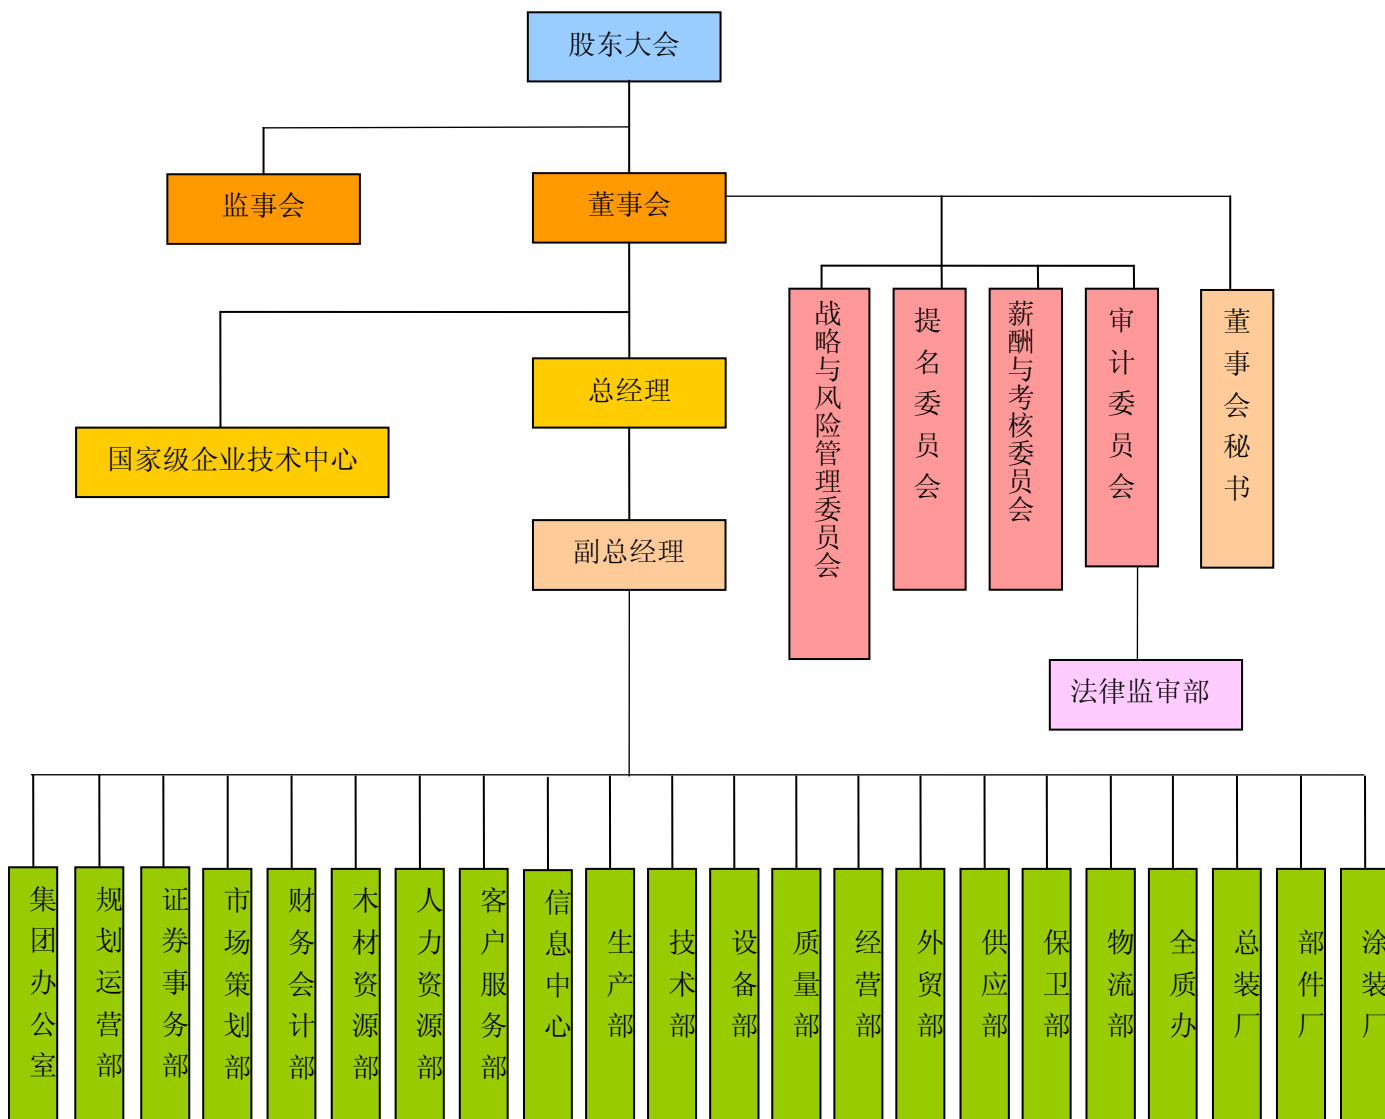 股东大会
监事会
董事会
战略与风险管理委员会
提名委员会
薪酬与考核委员会
审计委员会
董事会秘书
总经理
国家级企业技术中心
副总经理
法律监审部
集团办公室
规划运营部
证券事务部
市场策划部
财务会计部
木材资源部
人力资源部
客户服务部
信息中心
生产部
技术部
设备部
质量部
经营部
外贸部
供应部
保卫部
物流部
全质办
总装厂
部件厂
涂装厂